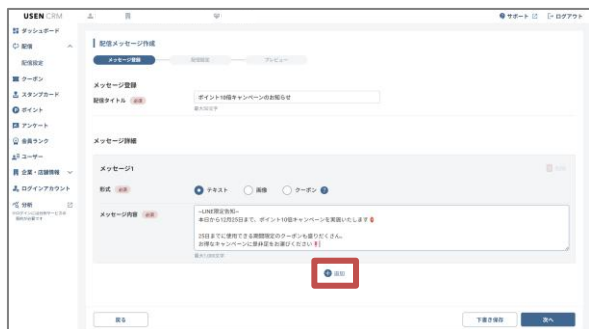 USEN CRM
サポート
ログアウト
ダッシュボード
配信
配信設定
クーポン
スタンプカード
ポイント
アンケート
会員ランク
ユーザー
企業・店舗情報
ログインアカウント
分析
配信メッセージ作成
メッセージ登録
配信設定
プレビュー
メッセージ登録
配信タイトル 必須
ポイント10倍キャンペーンのお知らせ
メッセージ詳細
メッセージ1
形式 必須
テキスト
画像
クーポン
メッセージ内容 必須
~LINE限定告知~
本日から12月25日まで、ポイント10倍キャンペーンを実施いたします
25日までに使用できる期間限定のクーポンも盛りだくさん。
お得なキャンペーンに是非足をお運びください
最大1,000文字
追加
戻る
下書き保存
次へ